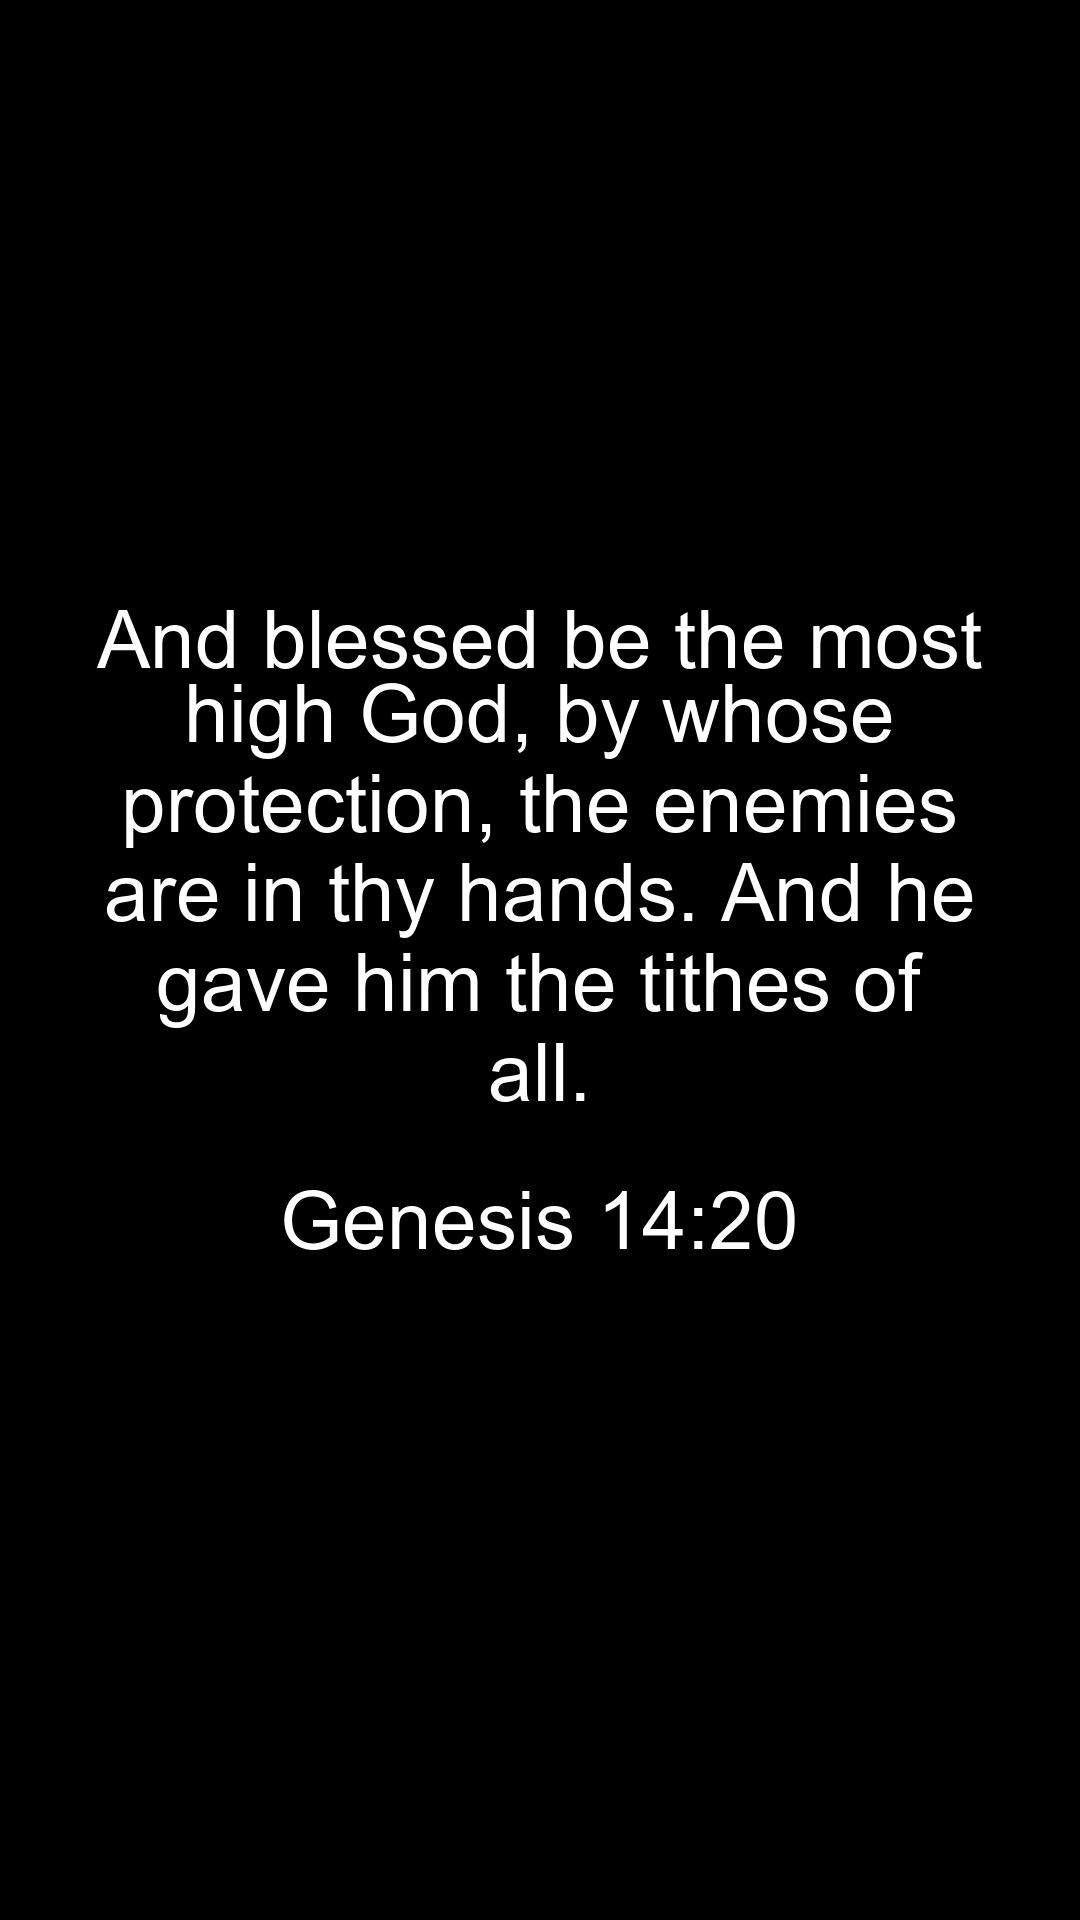 And blessed be the most
high God, by whose
protection, the enemies
are in thy hands. And he
gave him the tithes of
all.
Genesis 14:20